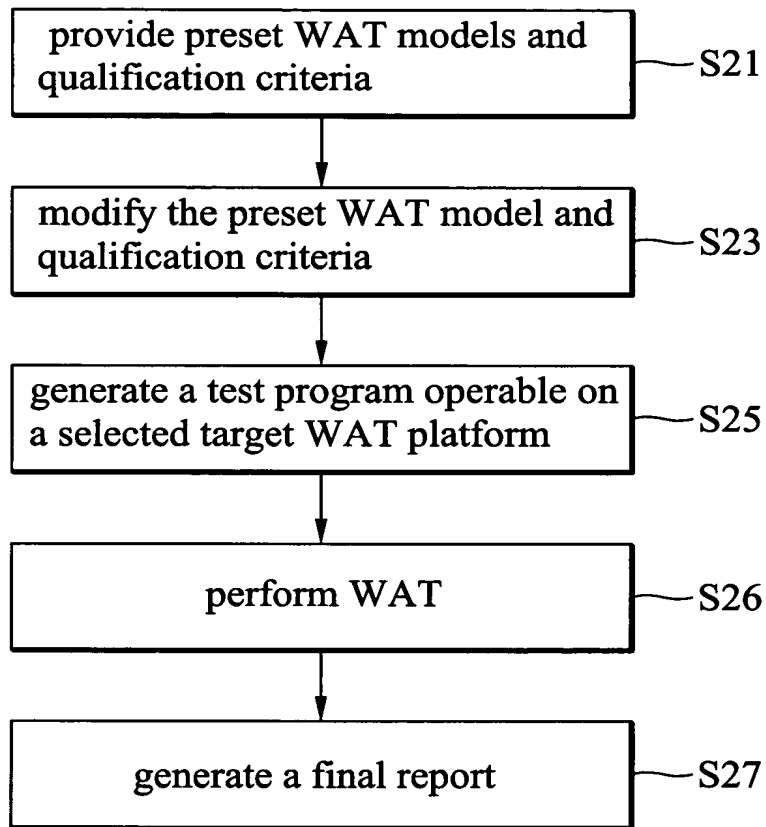 provide preset WAT models and
qualification criteria
S21
modify the preset WAT model and
qualification criteria
S23
generate a test program operable on
a selected target WAT platform
S25
perform WAT
S26
generate a final report
S27